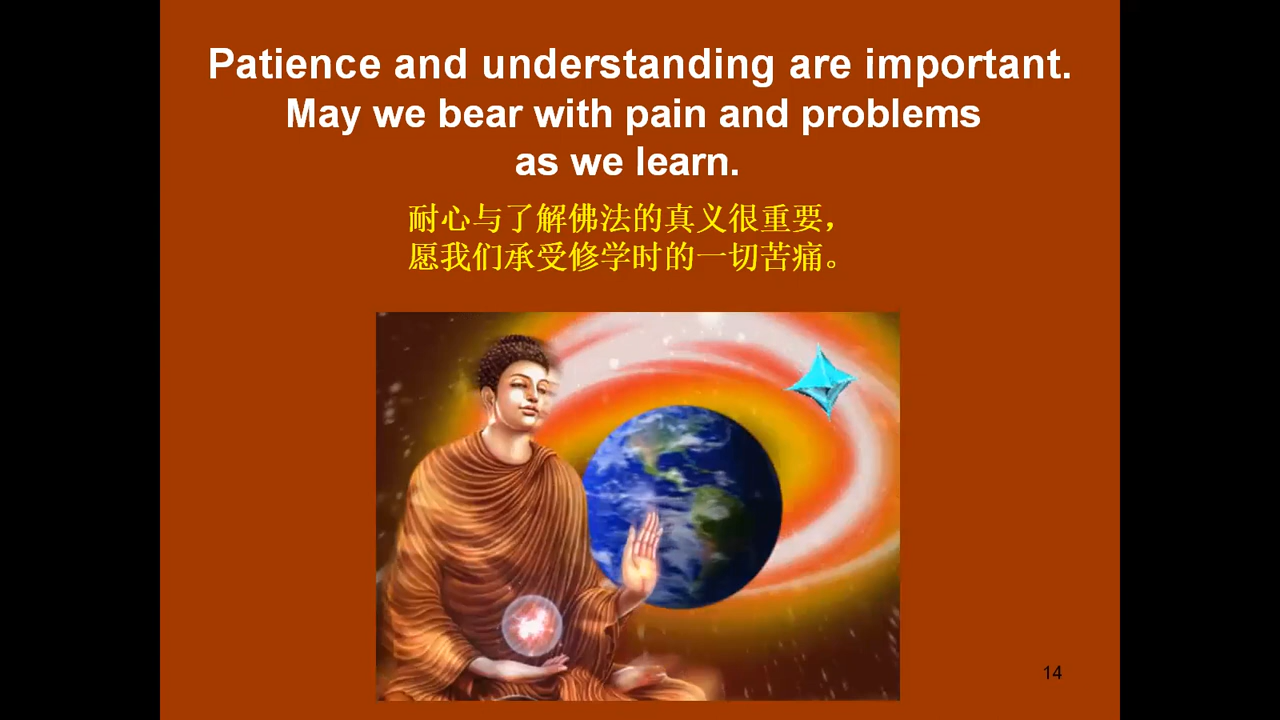 Patience and understanding are important.
May we bear with pain and problems
as we learn.
耐心与了解佛法的真义很重要，
愿我们承受修学时的一切苦痛。
14